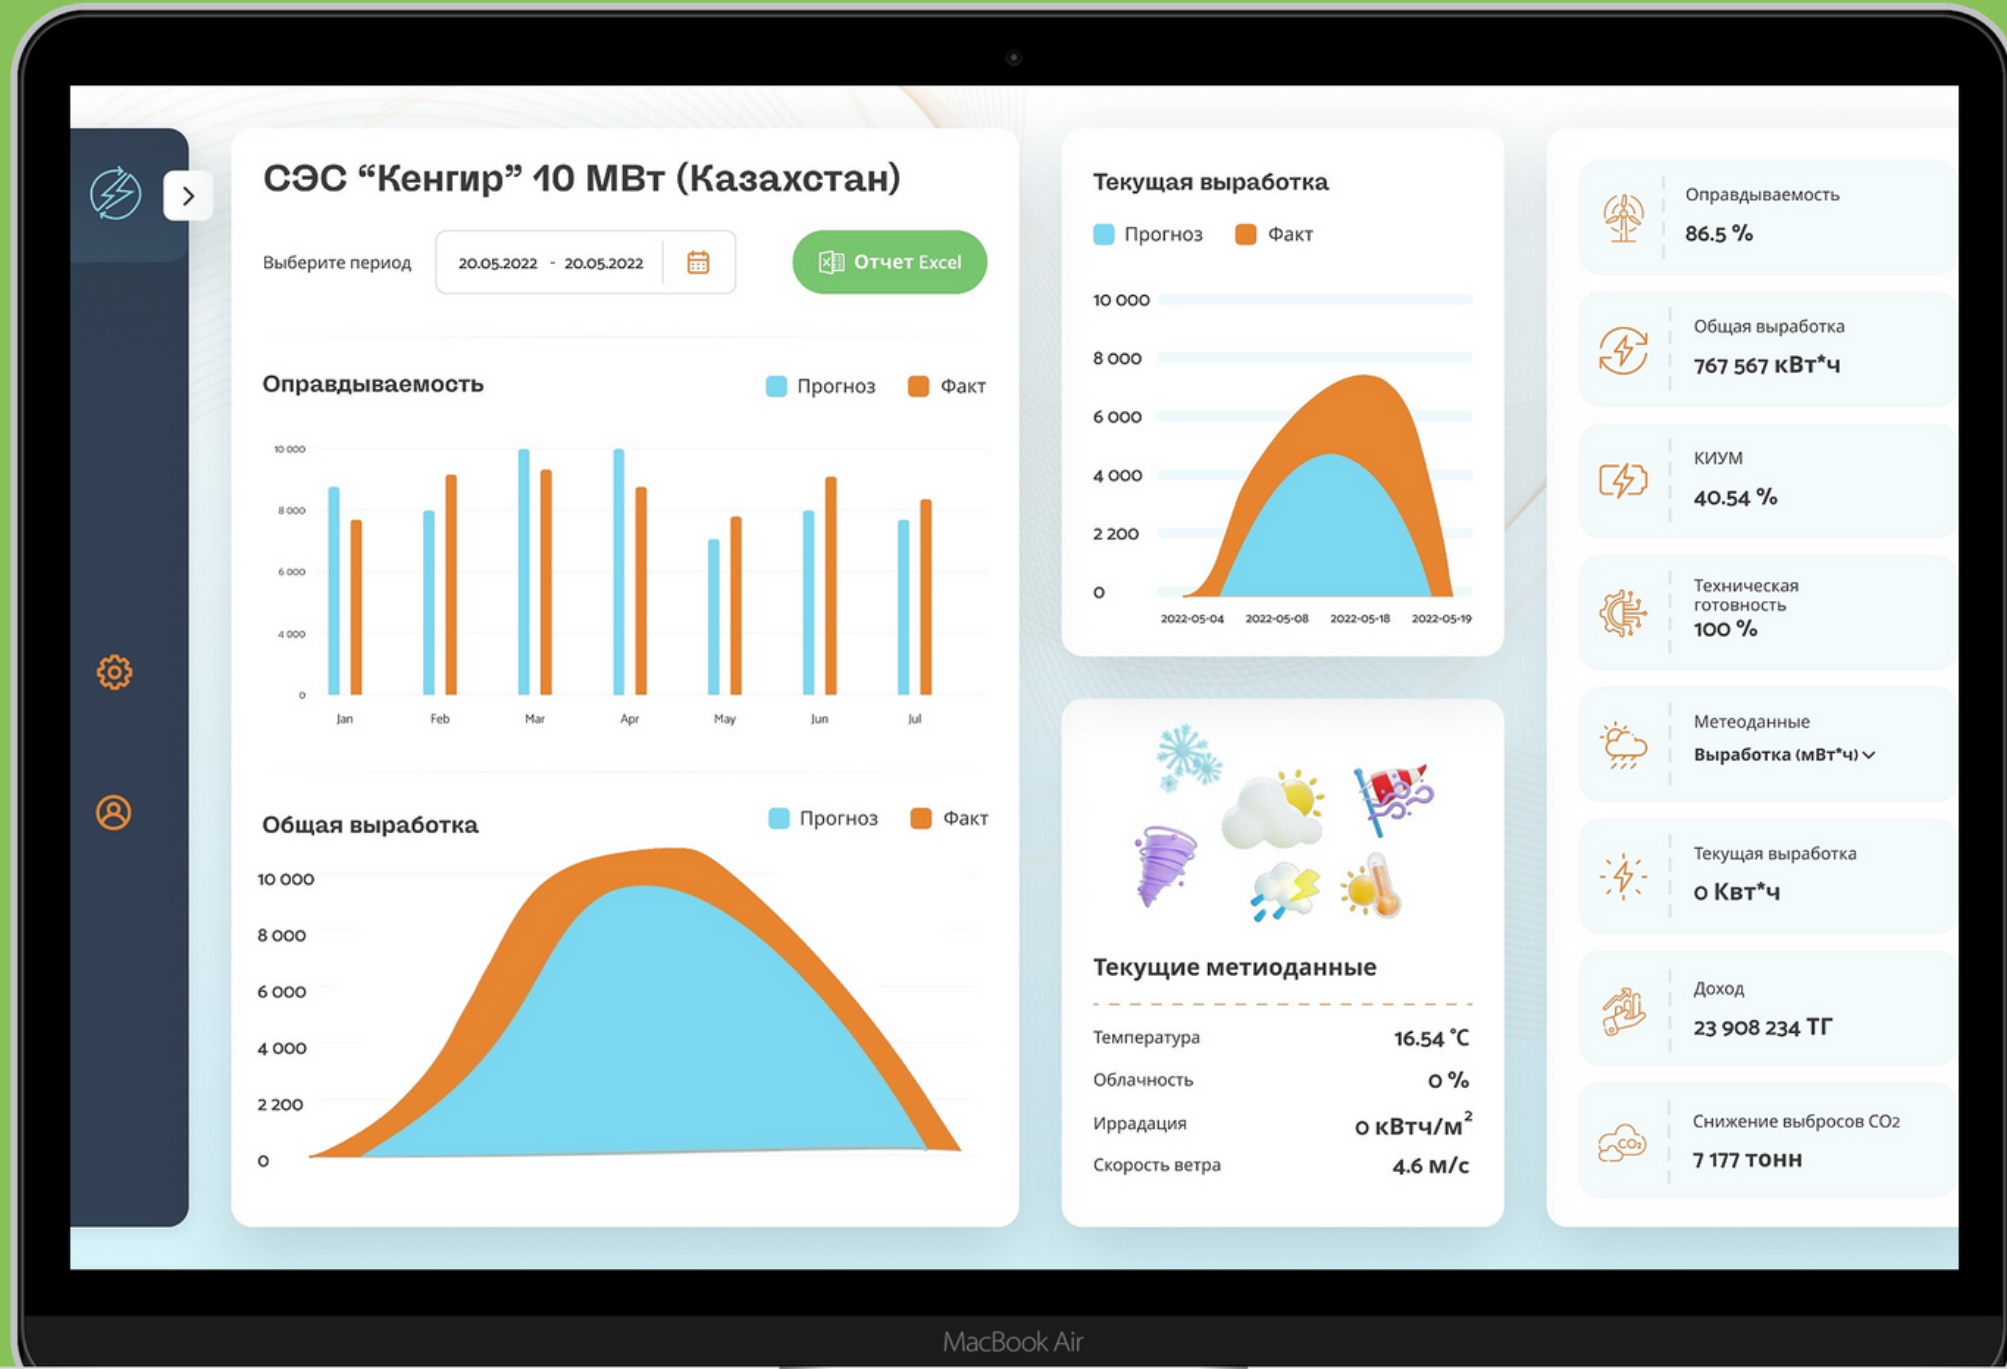 СЭС “Кенгир” 10 МВт (Казахстан)
Выберите период
20.05.2022 - 20.05.2022
Отчет Excel
Оправдываемость
Прогноз
Факт
10 000
8 000
6 000
4 000
0
Jan
Feb
Mar
Apr
May
Jun
Jul
Общая выработка
Прогноз
Факт
10 000
8 000
6 000
4 000
2 200
0
Текущая выработка
Прогноз
Факт
10 000
8 000
6 000
4 000
2 200
0
2022-05-04
2022-05-08
2022-05-18
2022-05-19
Текущие метиоданные
Температура
16.54 °C
Облачность
0 %
Иррадация
0 кВтч/м²
Скорость ветра
4.6 м/с
Оправдываемость
86.5 %
Общая выработка
767 567 кВт*ч
КИУМ
40.54 %
Техническая
готовность
100 %
Метеоданные
Выработка (мВт*ч)
Текущая выработка
0 Квт*ч
Доход
23 908 234 ТГ
CO2
Снижение выбросов СО2
7 177 тонн
MacBook Air